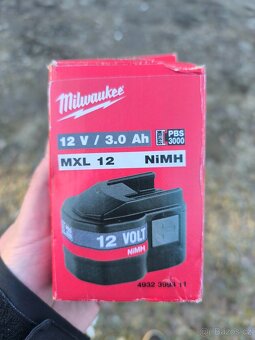 Milwaukee
12 V / 3.0 Ah
PBS
3000
MXL 12 NiMH
12 VOLT
NiMH